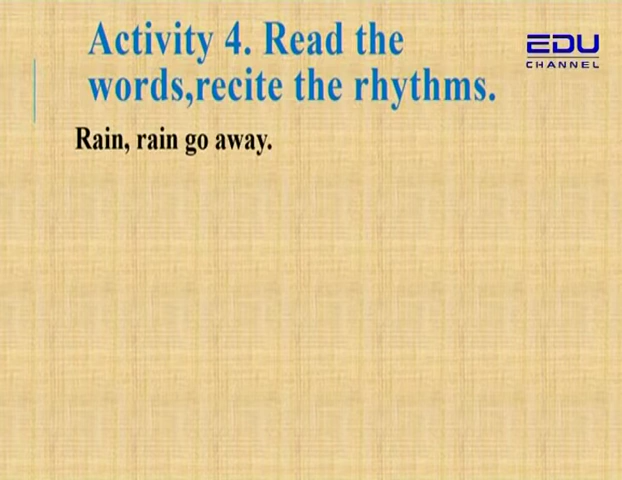 Activity 4. Read the
words,recite the rhythms.
EDU
CHANNEL
Rain, rain go away.